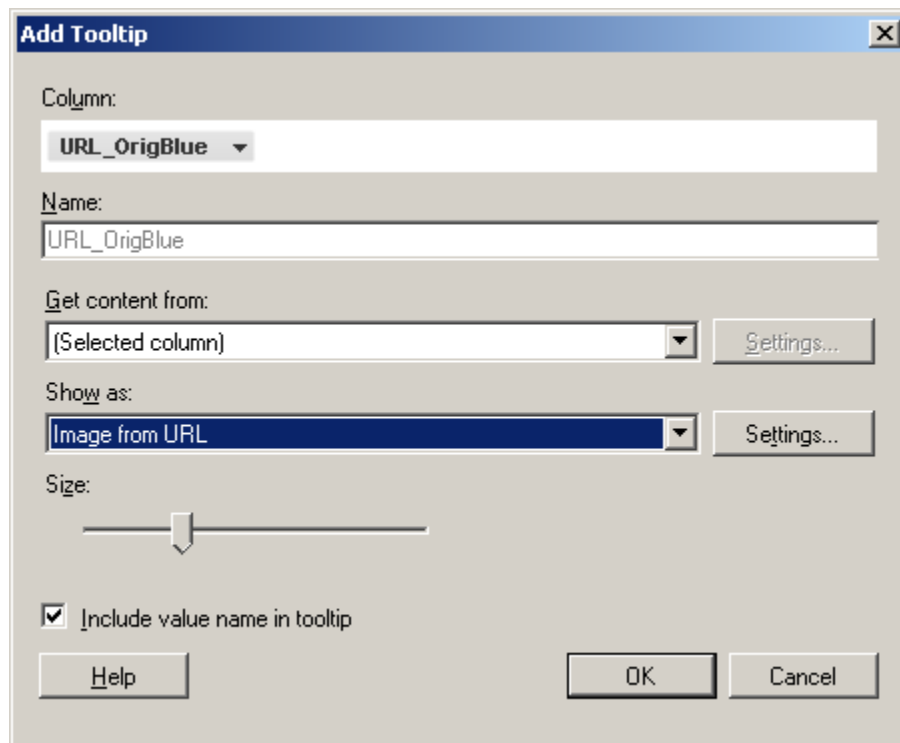 Add Tooltip
Column:
URL_OrigBlue
Name:
URL_OrigBlue
Get content from:
(Selected column)
Settings...
Show as:
Image from URL
Settings...
Size:
Include value name in tooltip
Help
OK
Cancel